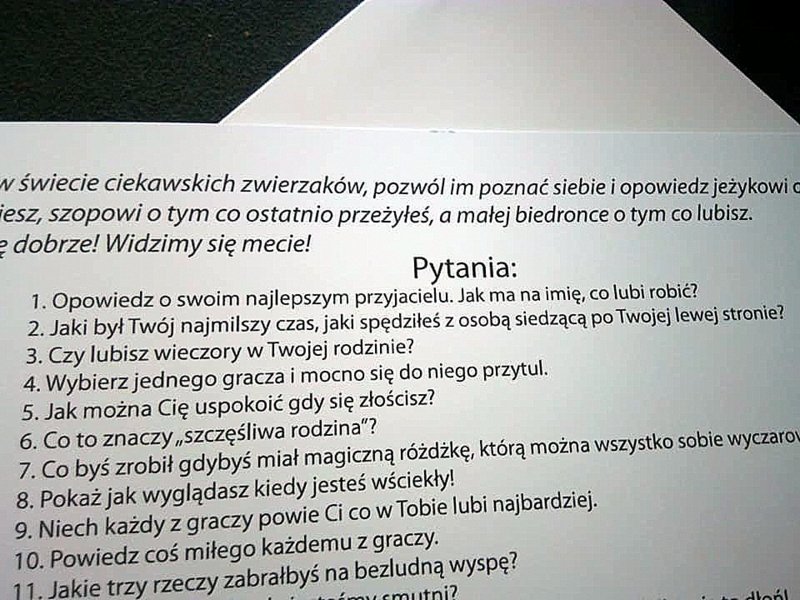 w świecie ciekawskich zwierzaków, pozwól im poznać siebie i opowiedz jeżykowi o
szopowi o tym co ostatnio przeżyłeś, a małej biedronce o tym co lubisz.
dobrze! Widzimy się mecie!
Pytania:
1. Opowiedz o swoim najlepszym przyjacielu. Jak ma na imię, co lubi robić?
2. Jaki był Twój najmilszy czas, jaki spędziłeś z osobą siedzącą po Twojej lewej stronie?
3. Czy lubisz wieczory w Twojej rodzinie?
4. Wybierz jednego gracza i mocno się do niego przytul.
5. Jak można Cię uspokoić gdy się złościsz?
6. Co to znaczy „szczęśliwa rodzina"?
7. Co byś zrobił gdybyś miał magiczną różdżkę, którą można wszystko sobie
8. Pokaż jak wyglądasz kiedy jesteś wściekły!
9. Niech każdy z graczy powie Ci co w Tobie lubi najbardziej.
10. Powiedz coś miłego każdemu z graczy.
11. Jakie trzy rzeczy zabrałbyś na bezludną wyspę?
smutni?